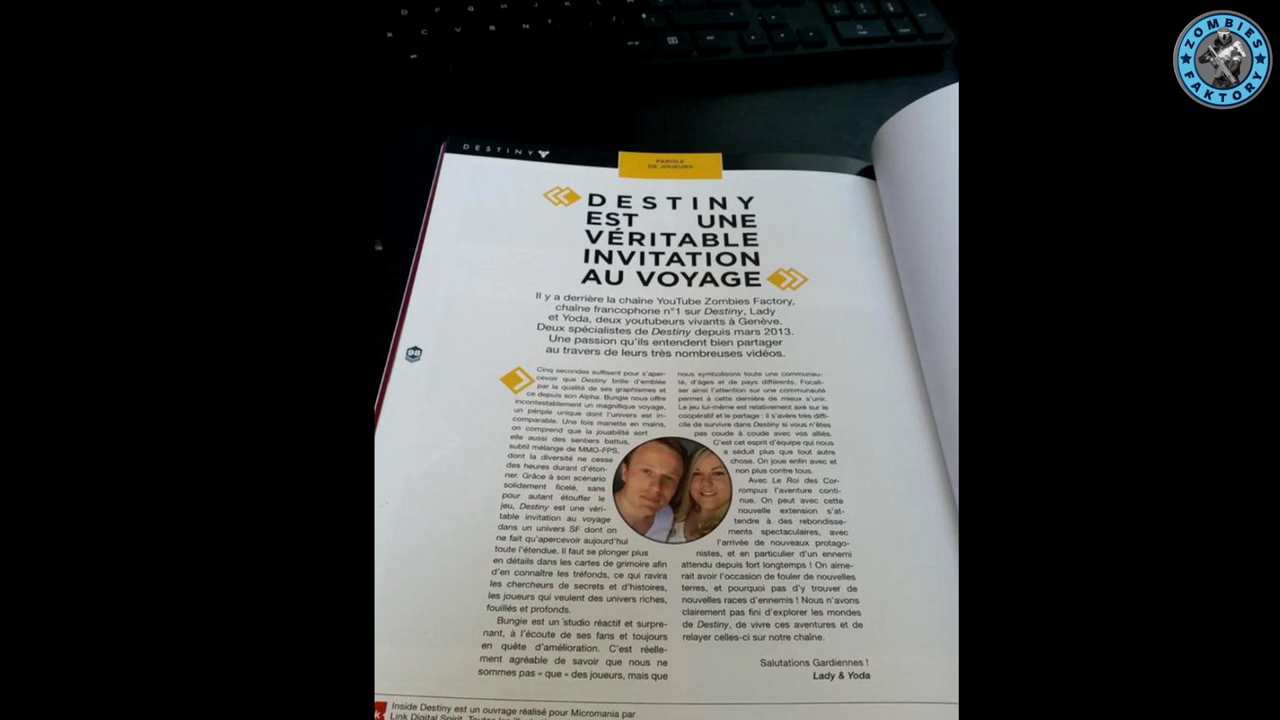 ZOMBIES
FAKTORY
DESTINY
PAROLE
DE JOUEURS
DESTINY
EST UNE
VÉRITABLE
INVITATION
AU VOYAGE
Il y a derrière la chaîne YouTube Zombies Factory,
chaîne francophone n°1 sur Destiny, Lady
et Yoda, deux youtubeurs vivants à Genève.
Deux spécialistes de Destiny depuis mars 2013.
Une passion qu'ils entendent bien partager
au travers de leurs très nombreuses vidéos.
98
Cinq secondes suffisent pour s'aper-
cevoir que Destiny brille d'emblée
par la qualité de ses graphismes et
ce depuis son Alpha. Bungie nous offre
incontestablement un magnifique voyage,
un périple unique dont l'univers est in-
comparable. Une fois manette en mains,
on comprend que la jouabilité sort
elle aussi des sentiers battus,
subtil mélange de MMO-FPS,
dont la diversité ne cesse
des heures durant d'éton-
ner. Grâce à son scénario
solidement ficelé, sans
pour autant étouffer le
jeu, Destiny est une véri-
table invitation au voyage
dans un univers SF dont on
ne fait qu'apercevoir aujourd'hui
toute l'étendue. Il faut se plonger plus
en détails dans les cartes de grimoire afin
d'en connaître les tréfonds, ce qui ravira
les chercheurs de secrets et d'histoires,
les joueurs qui veulent des univers riches,
fouillés et profonds.
Bungie est un studio réactif et surpre-
nant, à l'écoute de ses fans et toujours
en quête d'amélioration. C'est réelle-
ment agréable de savoir que nous ne
sommes pas « que » des joueurs, mais que
nous symbolisons toute une communau-
té, d'âges et de pays différents. Focali-
ser ainsi l'attention sur une communauté
permet à cette dernière de mieux s'unir.
Le jeu lui-même est relativement axé sur le
coopératif et le partage : il s'avère très diffi-
cile de survivre dans Destiny si vous n'êtes
pas coude à coude avec vos alliés.
C'est cet esprit d'équipe qui nous
a séduit plus que tout autre
chose. On joue enfin avec et
non plus contre tous.
Avec Le Roi des Cor-
rompus l'aventure conti-
nue. On peut avec cette
nouvelle extension s'at-
tendre à des rebondisse-
ments spectaculaires, avec
l'arrivée de nouveaux protago-
nistes, et en particulier d'un ennemi
attendu depuis fort longtemps ! On aime-
rait avoir l'occasion de fouler de nouvelles
terres, et pourquoi pas d'y trouver de
nouvelles races d'ennemis ! Nous n'avons
clairement pas fini d'explorer les mondes
de Destiny, de vivre ces aventures et de
relayer celles-ci sur notre chaîne.
Salutations Gardiennes !
Lady & Yoda
Inside Destiny est un ouvrage réalisé pour Micromania par
Link Digital Spirit.